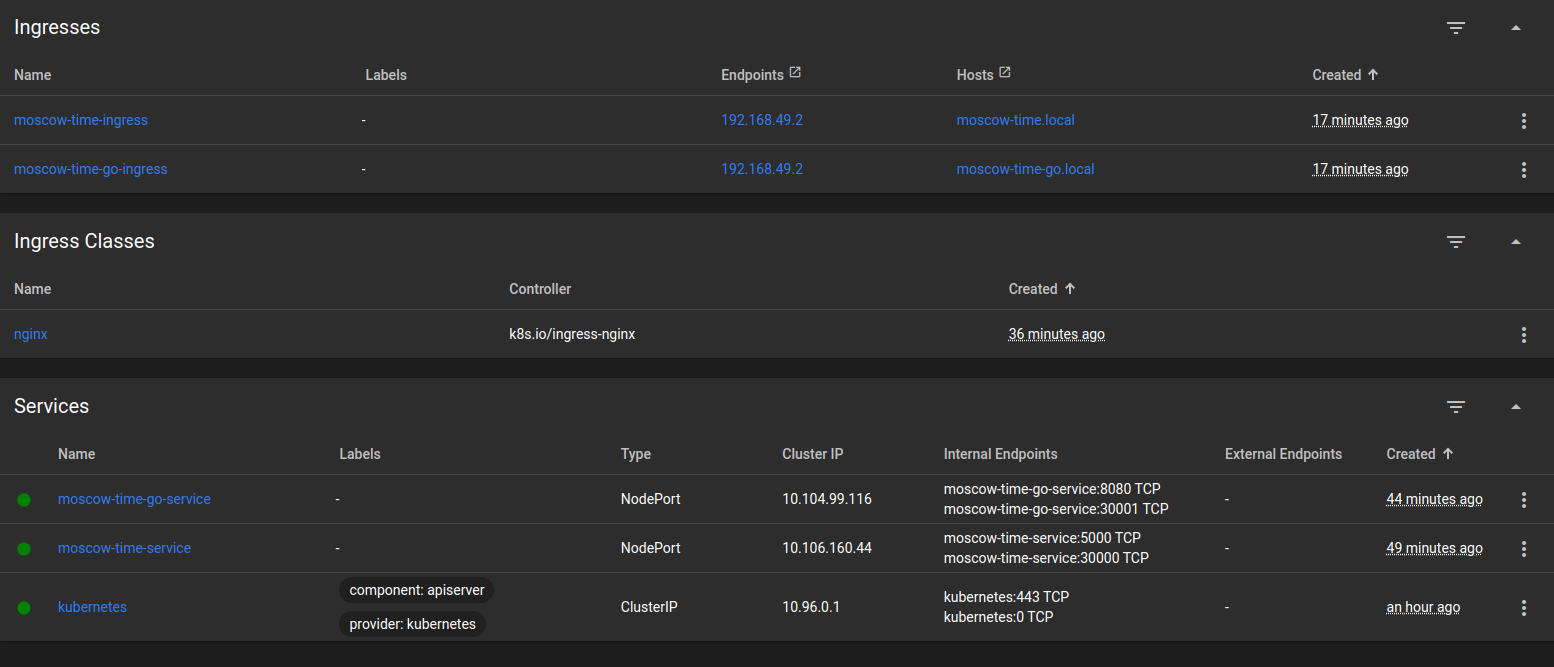 Ingresses
Name Labels Endpoints Hosts Created
moscow-time-ingress - 192.168.49.2 moscow-time.local 17 minutes ago
moscow-time-go-ingress - 192.168.49.2 moscow-time-go.local 17 minutes ago
Ingress Classes
Name Controller Created
nginx k8s.io/ingress-nginx 36 minutes ago
Services
Name Labels Type Cluster IP Internal Endpoints External Endpoints Created
moscow-time-go-service - NodePort 10.104.99.116 moscow-time-go-service:8080 TCP - 44 minutes ago
moscow-time-go-service:30001 TCP
moscow-time-service - NodePort 10.106.160.44 moscow-time-service:5000 TCP - 49 minutes ago
moscow-time-service:30000 TCP
kubernetes component: apiserver ClusterIP 10.96.0.1 kubernetes:443 TCP - an hour ago
provider: kubernetes kubernetes:0 TCP